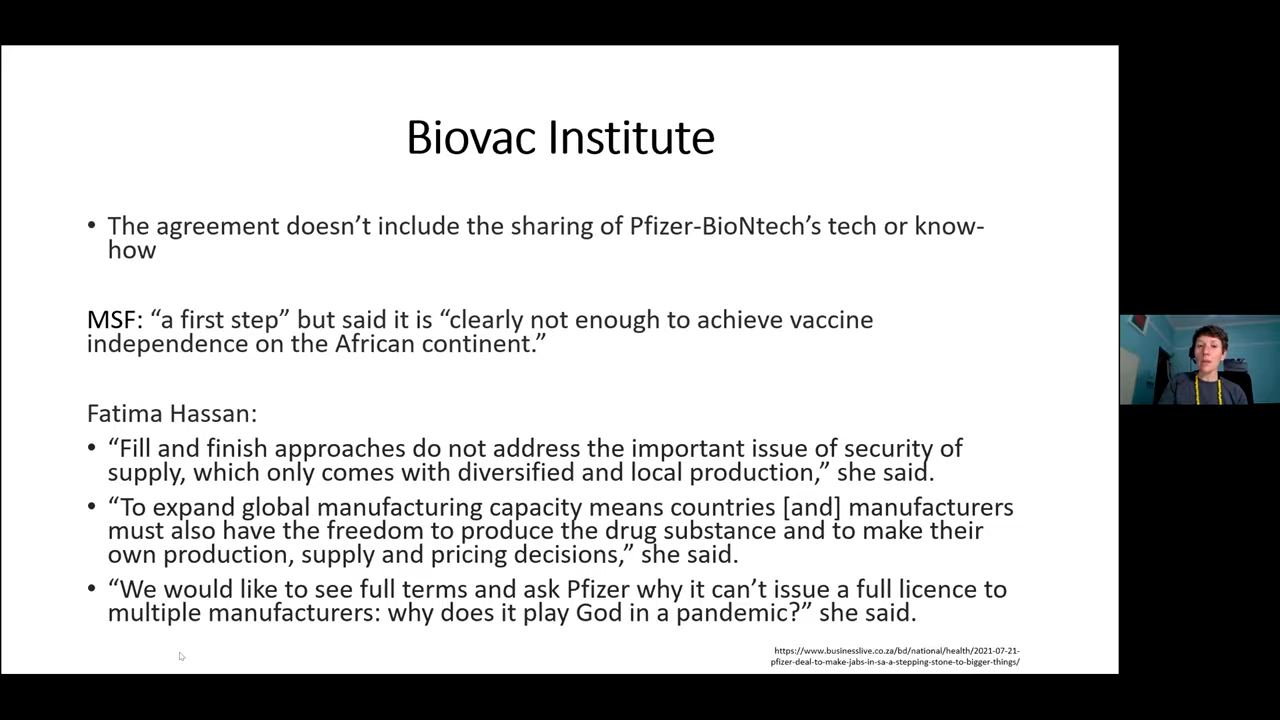 Biovac Institute
• The agreement doesn’t include the sharing of Pfizer-BioNtech’s tech or know-
how
MSF: “a first step” but said it is “clearly not enough to achieve vaccine
independence on the African continent.”
Fatima Hassan:
• “Fill and finish approaches do not address the important issue of security of
supply, which only comes with diversified and local production,” she said.
• “To expand global manufacturing capacity means countries [and] manufacturers
must also have the freedom to produce the drug substance and to make their
own production, supply and pricing decisions,” she said.
• “We would like to see full terms and ask Pfizer why it can’t issue a full licence to
multiple manufacturers: why does it play God in a pandemic?” she said.
https://www.businesslive.co.za/bd/national/health/2021-07-21-
pfizer-deal-to-make-jabs-in-sa-a-stepping-stone-to-bigger-things/